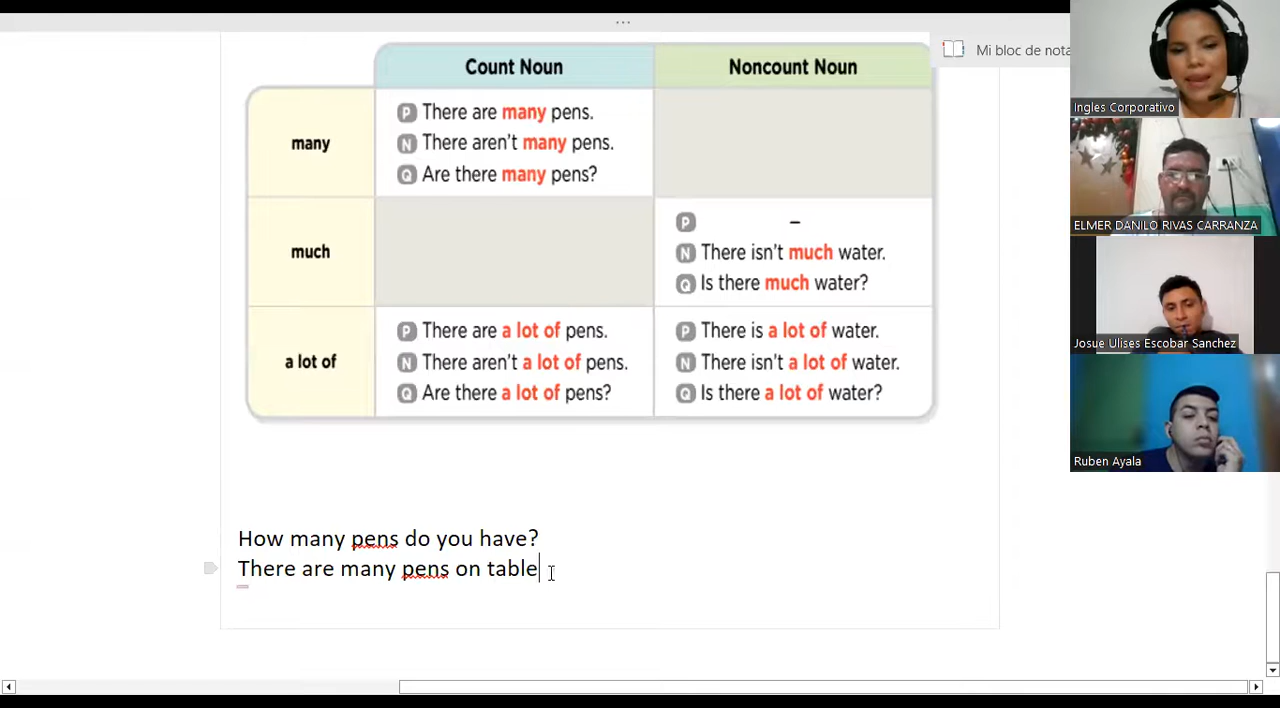 Count Noun
Noncount Noun
many
P There are many pens.
N There aren't many pens.
Q Are there many pens?
much
P –
N There isn't much water.
Q Is there much water?
a lot of
P There are a lot of pens.
N There aren't a lot of pens.
Q Are there a lot of pens?
P There is a lot of water.
N There isn't a lot of water.
Q Is there a lot of water?
How many pens do you have?
There are many pens on table
Mi bloc de nota
Ingles Corporativo
ELMER DANILO RIVAS CARRANZA
Josue Ulises Escobar Sanchez
Ruben Ayala